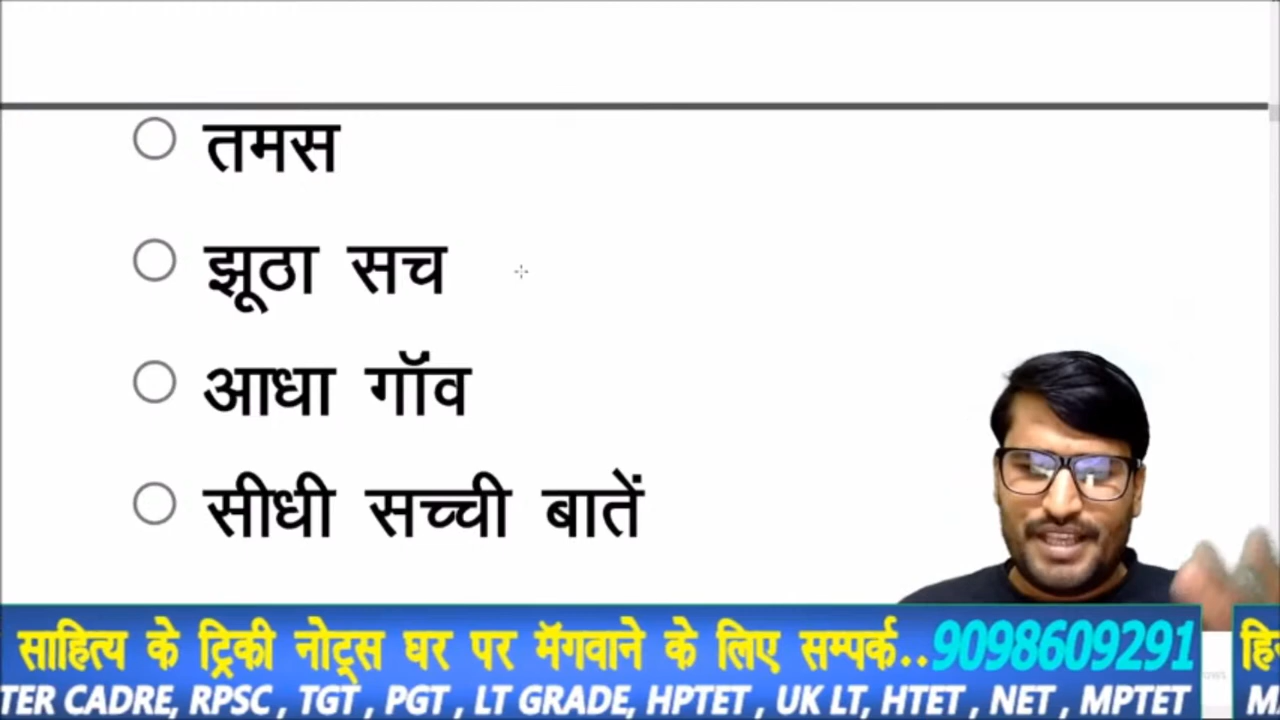 तमस
झूठा सच
आधा गॉव
सीधी सच्ची बातें
साहित्य के ट्रिकी नोट्स घर पर मॅगवाने के लिए सम्पर्क..9098609291
TER CADRE, RPSC , TGT , PGT , LT GRADE, HPTET , UK LT, HTET , NET , MPTET